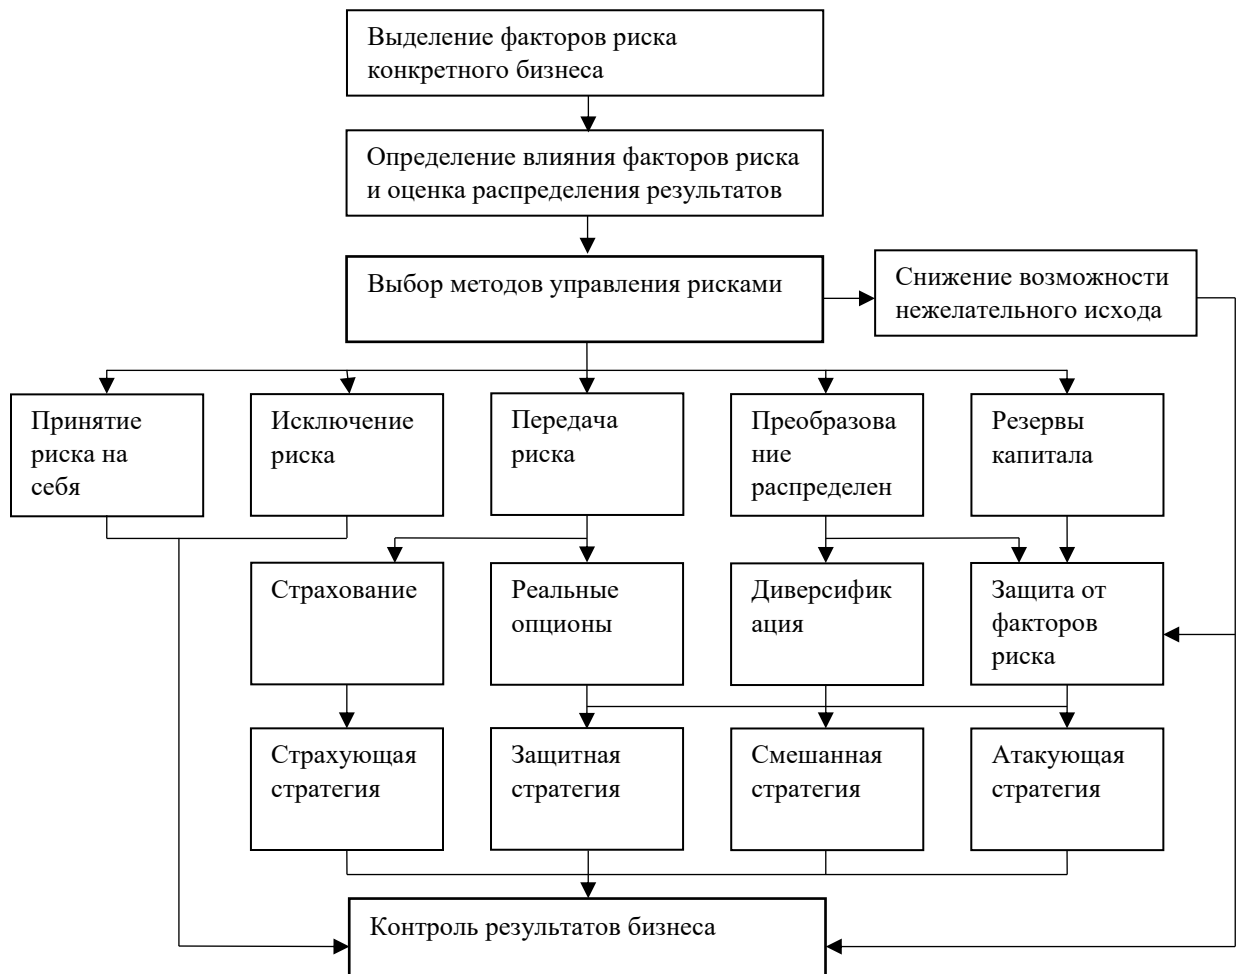 Выделение факторов риска
конкретного бизнеса
Определение влияния факторов риска
и оценка распределения результатов
Выбор методов управления рисками
Снижение возможности
нежелательного исхода
Принятие
риска на
себя
Исключение
риска
Передача
риска
Преобразова
ние
распределен
Резервы
капитала
Страхование
Реальные
опционы
Диверсифик
ация
Защита от
факторов
риска
Страхующая
стратегия
Защитная
стратегия
Смешанная
стратегия
Атакующая
стратегия
Контроль результатов бизнеса